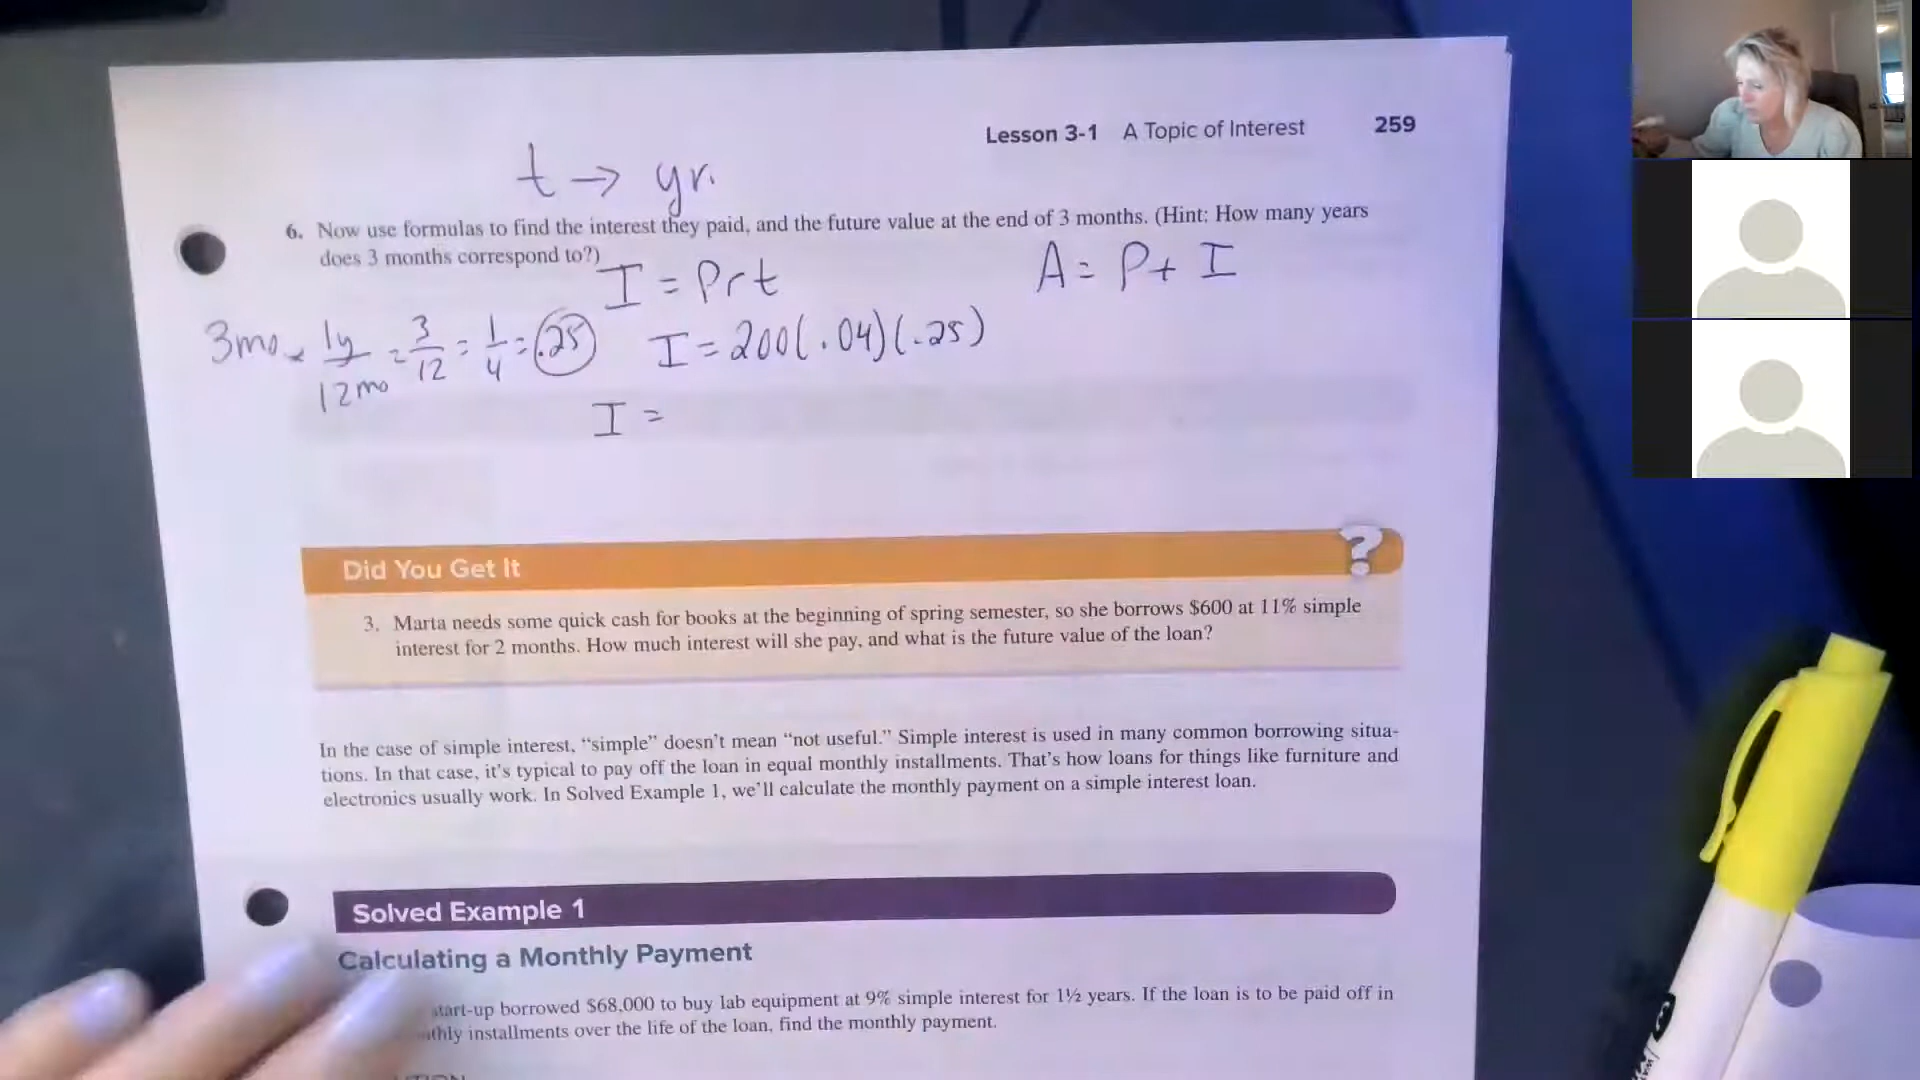 Lesson 3-1 A Topic of Interest 259
t → yr.
6. Now use formulas to find the interest they paid, and the future value at the end of 3 months. (Hint: How many years
does 3 months correspond to?)
I = Prt
A = P + I
3mo × 1y/12mo = 3/12 = 1/4 = .25
I = 200(.04)(.25)
I =
Did You Get It ?
3. Marta needs some quick cash for books at the beginning of spring semester, so she borrows $600 at 11% simple
interest for 2 months. How much interest will she pay, and what is the future value of the loan?
In the case of simple interest, “simple” doesn’t mean “not useful.” Simple interest is used in many common borrowing situa-
tions. In that case, it’s typical to pay off the loan in equal monthly installments. That’s how loans for things like furniture and
electronics usually work. In Solved Example 1, we’ll calculate the monthly payment on a simple interest loan.
Solved Example 1
Calculating a Monthly Payment
borrowed $68,000 to buy lab equipment at 9% simple interest for 1½ years. If the loan is to be paid off in
installments over the life of the loan, find the monthly payment.